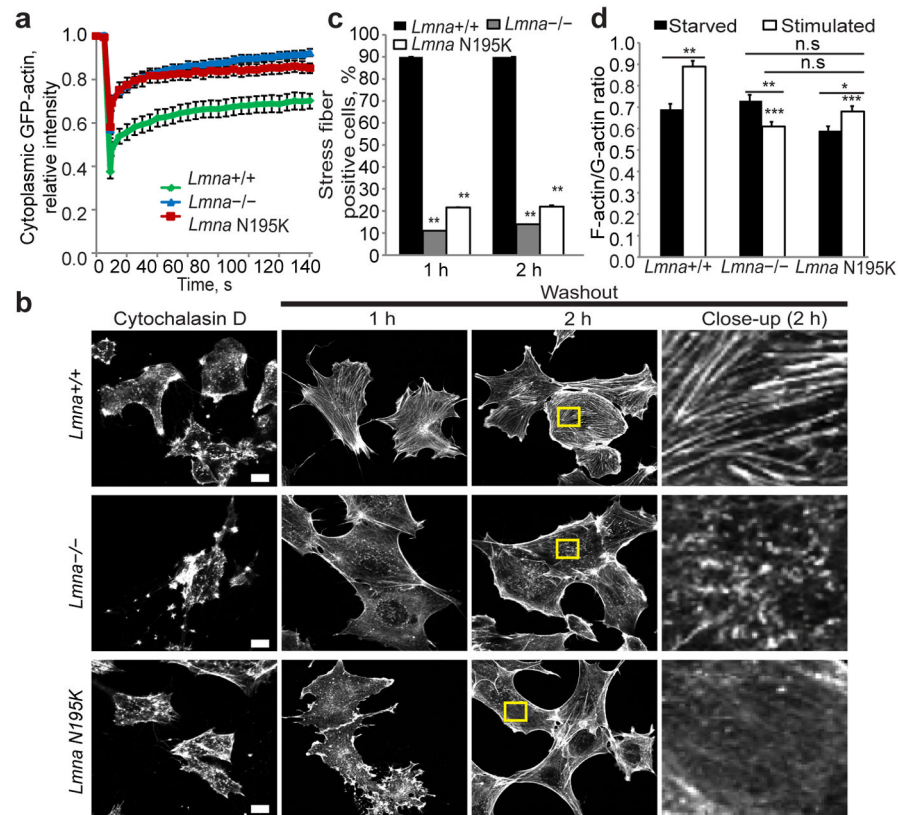 a
Cytoplasmic GFP-actin,
relative intensity
1.0
0.8
0.6
0.4
0.2
0.0
0 20 40 60 80 100 120 140
Time, s
Lmna+/+
Lmna−/−
Lmna N195K
c
Lmna+/+ Lmna−/−
Lmna N195K
Stress fiber
positive cells, %
100
90
80
70
60
50
40
30
20
10
0
** ** ** **
1 h 2 h
d
Starved Stimulated
n.s
n.s
F-actin/G-actin ratio
1.0
0.9
0.8
0.7
0.6
0.5
0.4
0.3
0.2
0.1
0.0
** ** *** * ***
Lmna+/+ Lmna−/− Lmna N195K
b
Washout
Cytochalasin D 1 h 2 h Close-up (2 h)
Lmna+/+
Lmna−/−
Lmna N195K